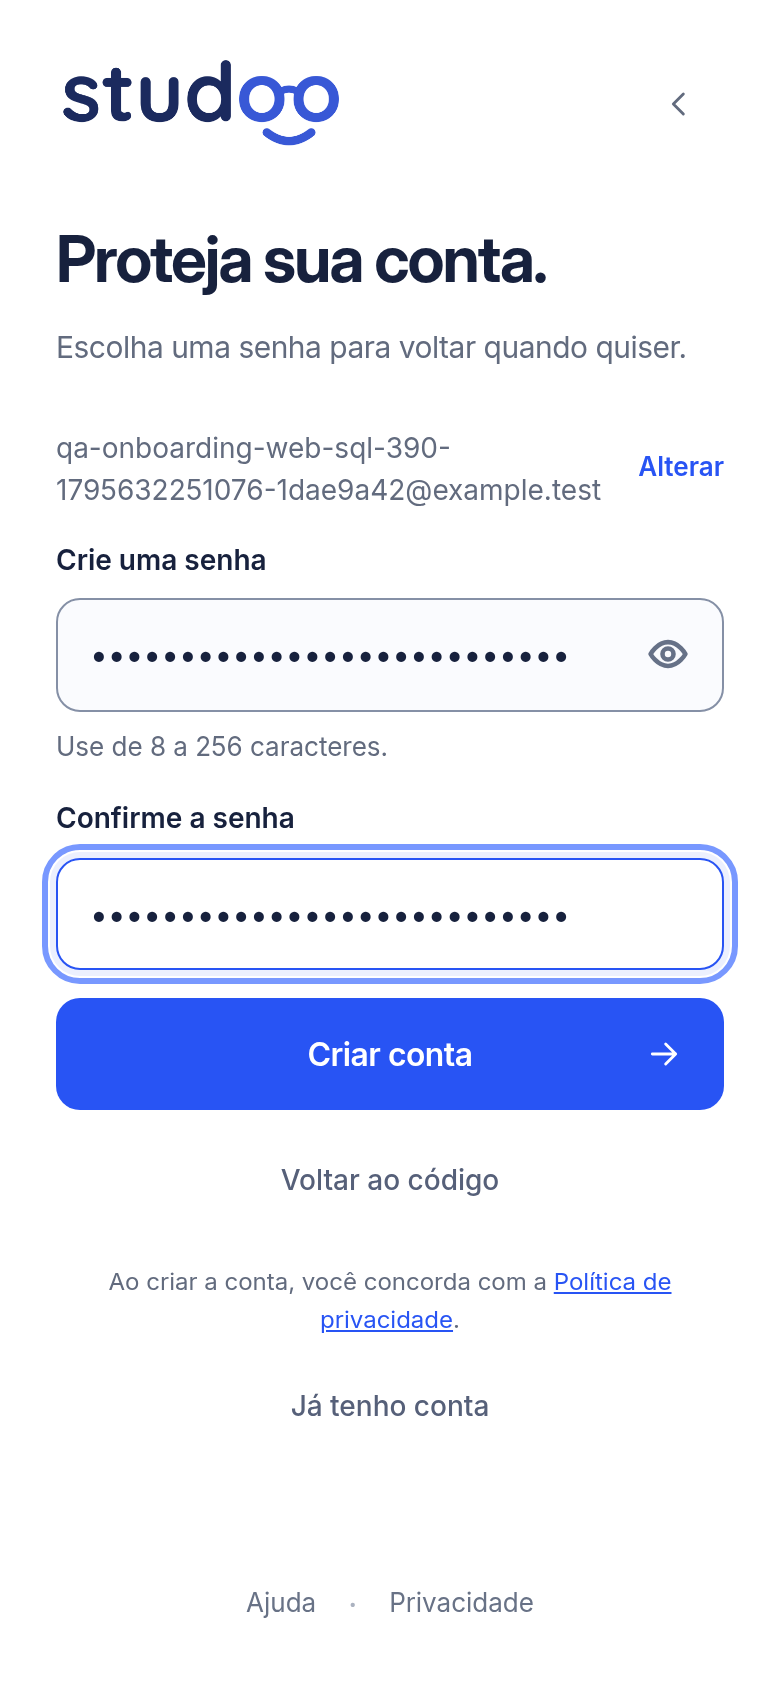 studoo
Proteja sua conta.
Escolha uma senha para voltar quando quiser.
qa-onboarding-web-sql-390-
1795632251076-1dae9a42@example.test
Alterar
Crie uma senha
•••••••••••••••••••••••••••
Use de 8 a 256 caracteres.
Confirme a senha
•••••••••••••••••••••••••••
Criar conta
Voltar ao código
Ao criar a conta, você concorda com a Política de
privacidade.
Já tenho conta
Ajuda · Privacidade